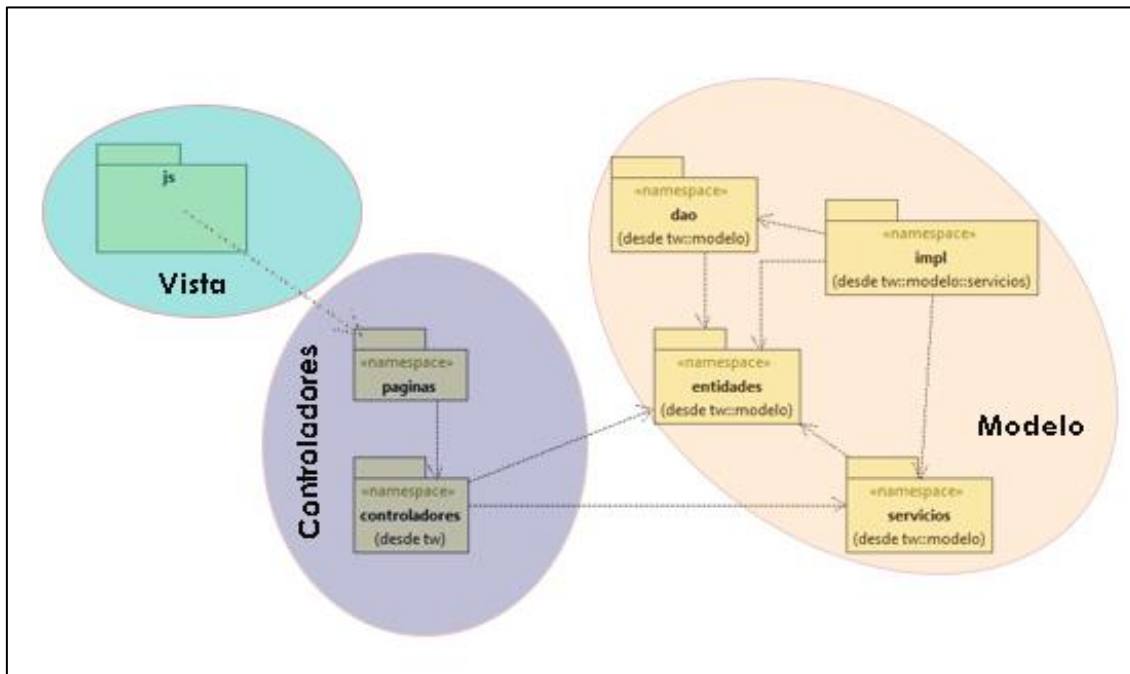 js
Vista
Controladores
«namespace»
paginas
«namespace»
controladores
(desde tw)
«namespace»
dao
(desde tw::modelo)
«namespace»
impl
(desde tw::modelo::servicios)
«namespace»
entidades
(desde tw::modelo)
Modelo
«namespace»
servicios
(desde tw::modelo)